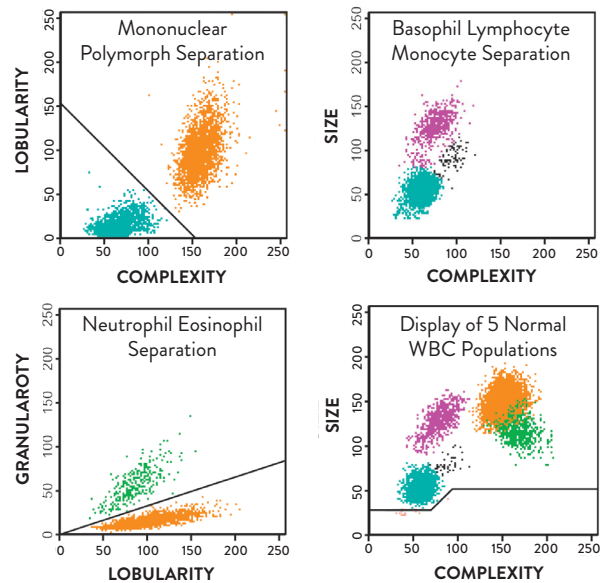 Mononuclear
Polymorph Separation
LOBULARITY
250
200
150
100
50
0
0 50 100 150 200 250
COMPLEXITY
Basophil Lymphocyte
Monocyte Separation
SIZE
250
200
150
100
50
0
0 50 100 150 200 250
COMPLEXITY
Neutrophil Eosinophil
Separation
GRANULAROTY
250
200
150
100
50
0
0 50 100 150 200 250
LOBULARITY
Display of 5 Normal
WBC Populations
SIZE
250
200
150
100
50
0
0 50 100 150 200 250
COMPLEXITY